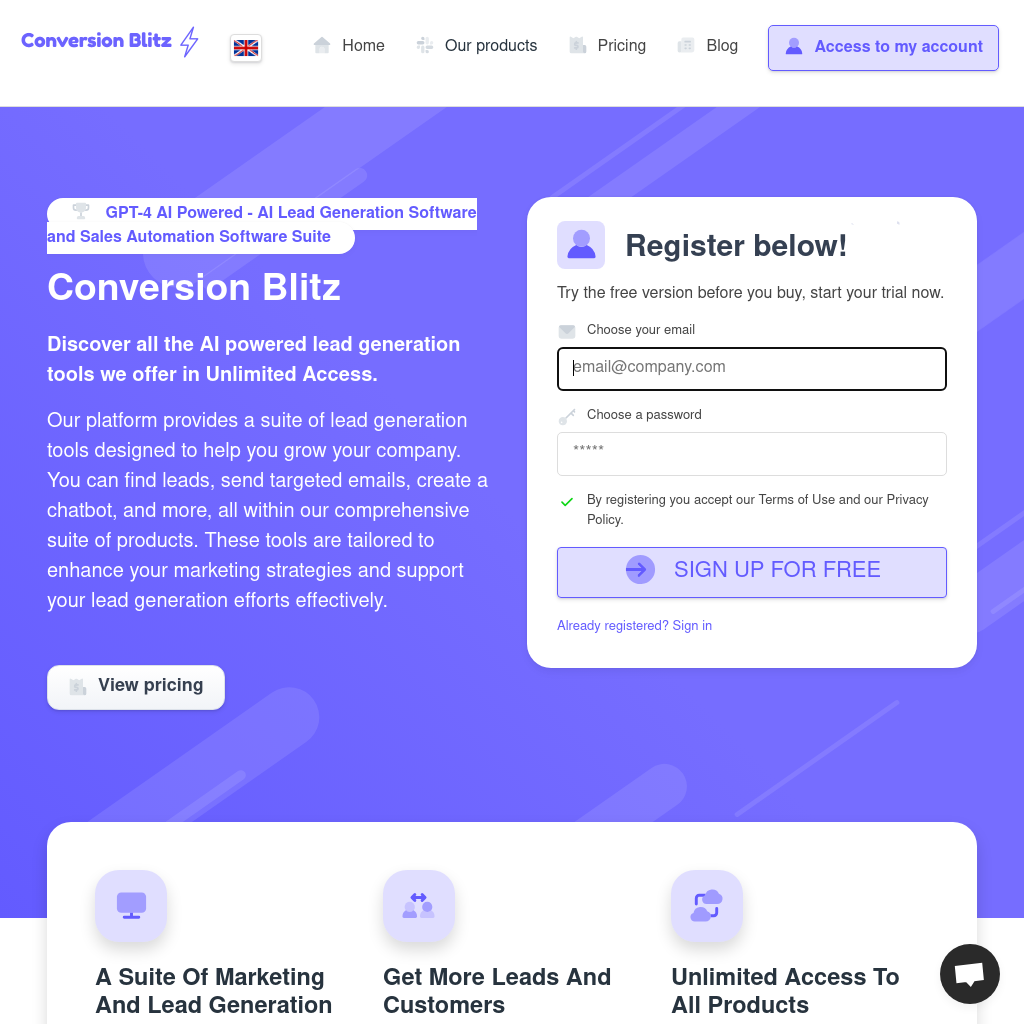 Conversion Blitz
Home
Our products
Pricing
Blog
Access to my account
GPT-4 AI Powered - AI Lead Generation Software
and Sales Automation Software Suite
Conversion Blitz
Discover all the AI powered lead generation
tools we offer in Unlimited Access.
Our platform provides a suite of lead generation
tools designed to help you grow your company.
You can find leads, send targeted emails, create a
chatbot, and more, all within our comprehensive
suite of products. These tools are tailored to
enhance your marketing strategies and support
your lead generation efforts effectively.
View pricing
Register below!
Try the free version before you buy, start your trial now.
Choose your email
email@company.com
Choose a password
*****
By registering you accept our Terms of Use and our Privacy
Policy.
SIGN UP FOR FREE
Already registered? Sign in
A Suite Of Marketing
And Lead Generation
Get More Leads And
Customers
Unlimited Access To
All Products